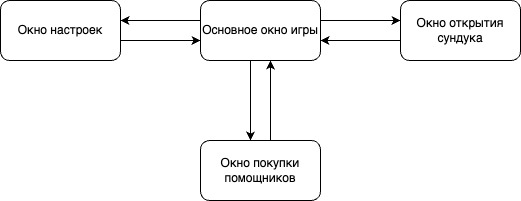 Окно настроек
Основное окно игры
Окно открытия
сундука
Окно покупки
помощников